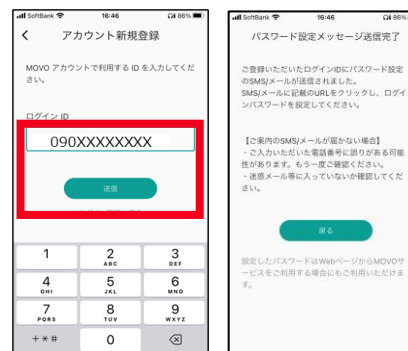 SoftBank 16:46 86%
アカウント新規登録
MOVO アカウントで利用する ID を入力してくだ
さい。
ログイン ID
090XXXXXXXX
送信
1 2 3
ABC DEF
4 5 6
GHI JKL MNO
7 8 9
PQRS TUV WXYZ
+*# 0
SoftBank 16:46 86%
パスワード設定メッセージ送信完了
ご登録いただいたログインIDにパスワード設定
のSMS/メールが送信されました。
SMS/メールに記載のURLをクリックし、ログイ
ンパスワードを設定してください。
【ご案内のSMS/メールが届かない場合】
・ご入力いただいた電話番号に誤りがある可能
性があります。もう一度ご確認ください。
・迷惑メール等に入っていないか確認してくだ
さい。
戻る
設定したパスワードはWebページからMOVOサ
ービスをご利用する場合にもご利用いただけま
す。